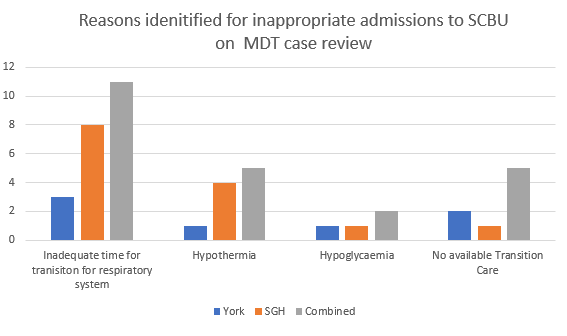 Reasons idenitified for inappropriate admissions to SCBU
on MDT case review
12
10
8
6
4
2
0
Inadequate time for
tranisiton for respiratory
system
Hypothermia
Hypoglycaemia
No available Transition
Care
York
SGH
Combined